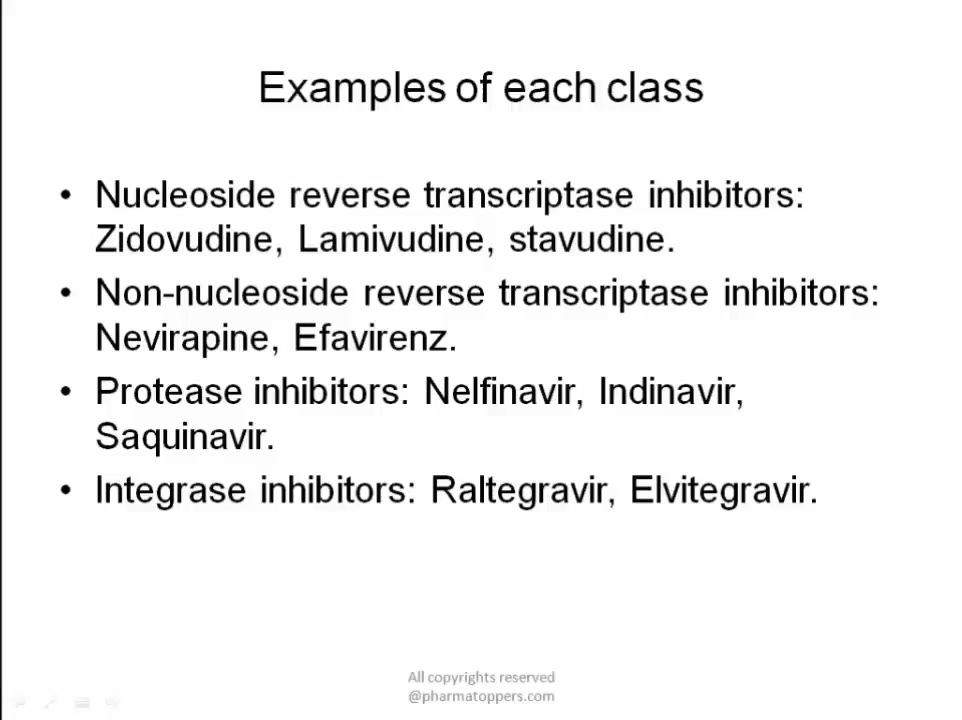 Examples of each class
• Nucleoside reverse transcriptase inhibitors:
Zidovudine, Lamivudine, stavudine.
• Non-nucleoside reverse transcriptase inhibitors:
Nevirapine, Efavirenz.
• Protease inhibitors: Nelfinavir, Indinavir,
Saquinavir.
• Integrase inhibitors: Raltegravir, Elvitegravir.
All copyrights reserved
@pharmatoppers.com